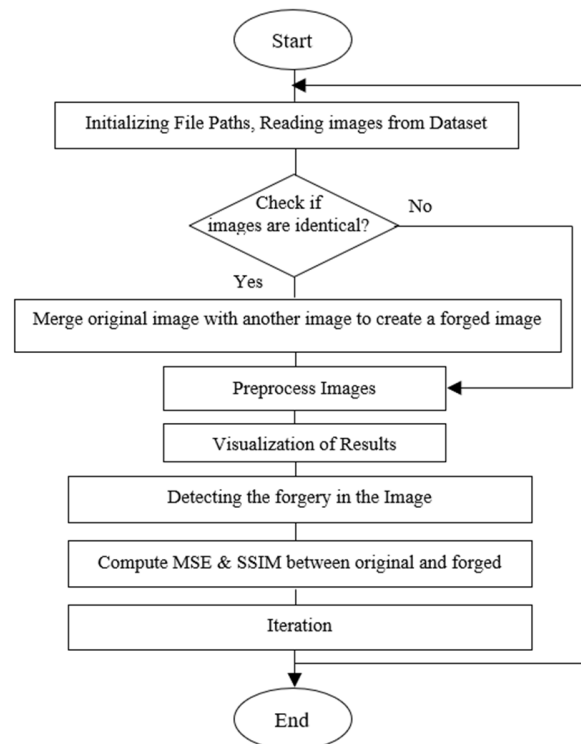 Start
Initializing File Paths, Reading images from Dataset
Check if
images are identical?
No
Yes
Merge original image with another image to create a forged image
Preprocess Images
Visualization of Results
Detecting the forgery in the Image
Compute MSE & SSIM between original and forged
Iteration
End